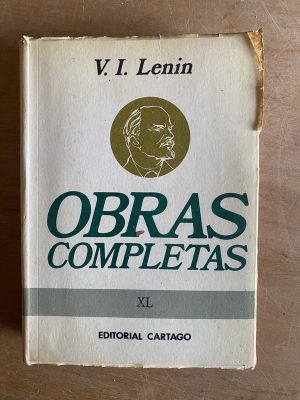 V. I. Lenin
OBRAS
COMPLETAS
XL
EDITORIAL CARTAGO